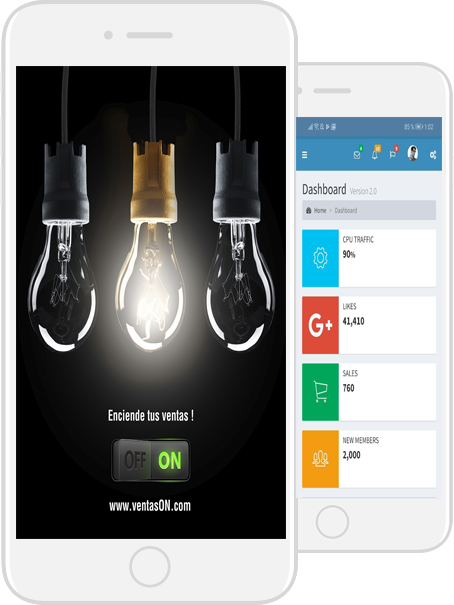 Enciende tus ventas !
OFF ON
www.ventasON.com
85 % 1:02
Dashboard Version 2.0
Home > Dashboard
CPU TRAFFIC
90%
G+
LIKES
41,410
SALES
760
NEW MEMBERS
2,000